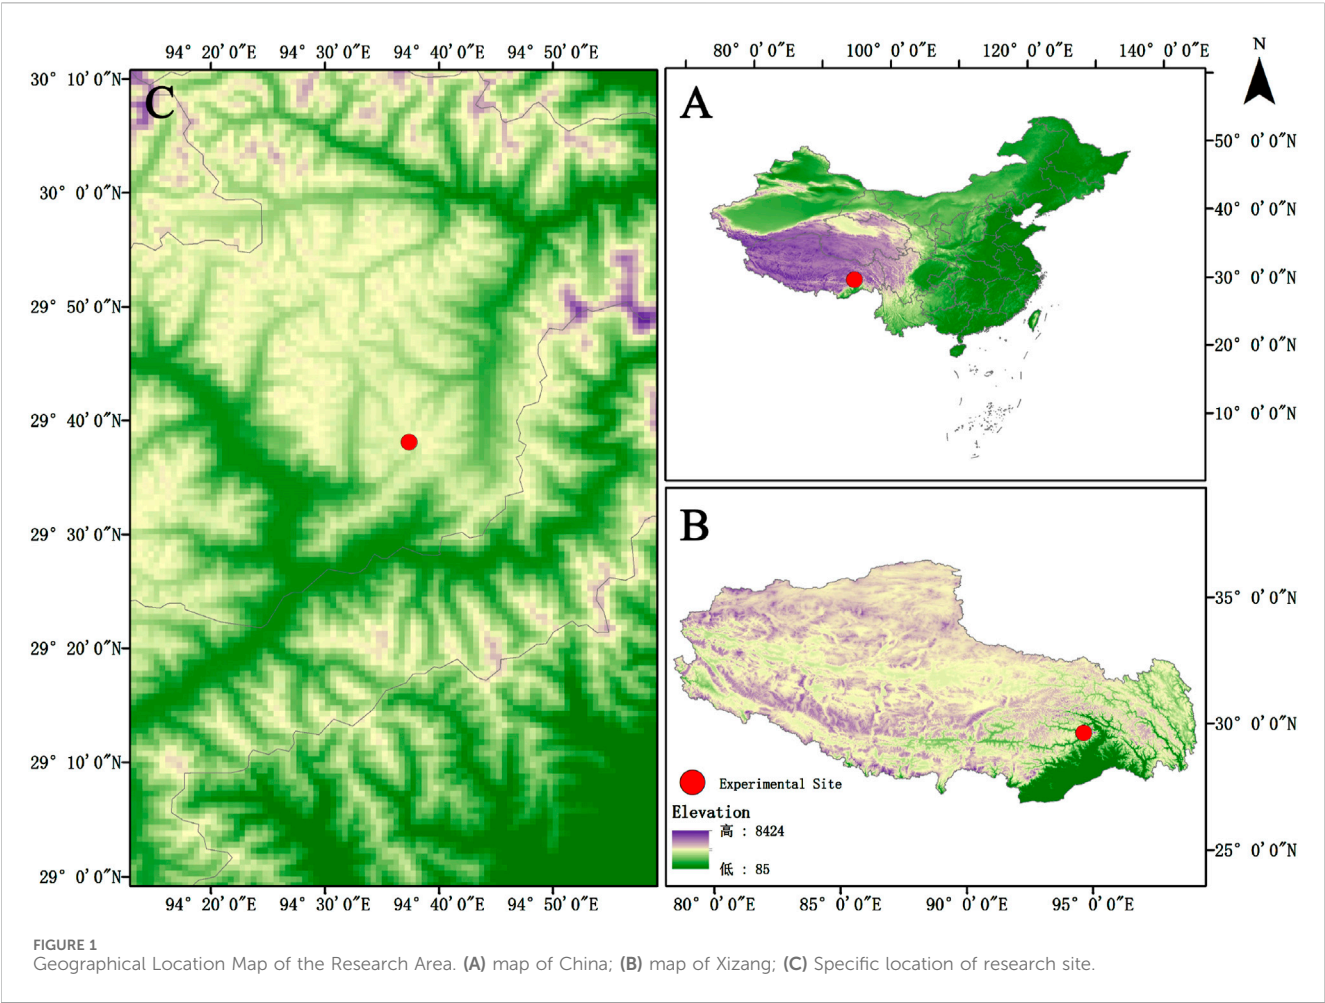 94° 20′0″E 94° 30′0″E 94° 40′0″E 94° 50′0″E
30° 10′0″N
30° 0′0″N
29° 50′0″N
29° 40′0″N
29° 30′0″N
29° 20′0″N
29° 10′0″N
29° 0′0″N
C
94° 20′0″E 94° 30′0″E 94° 40′0″E 94° 50′0″E
80° 0′0″E 100° 0′0″E 120° 0′0″E 140° 0′0″E
N
A
50° 0′0″N
40° 0′0″N
30° 0′0″N
20° 0′0″N
10° 0′0″N
B
35° 0′0″N
30° 0′0″N
25° 0′0″N
Experimental Site
Elevation
高 : 8424
低 : 85
80° 0′0″E 85° 0′0″E 90° 0′0″E 95° 0′0″E
FIGURE 1
Geographical Location Map of the Research Area. (A) map of China; (B) map of Xizang; (C) Specific location of research site.